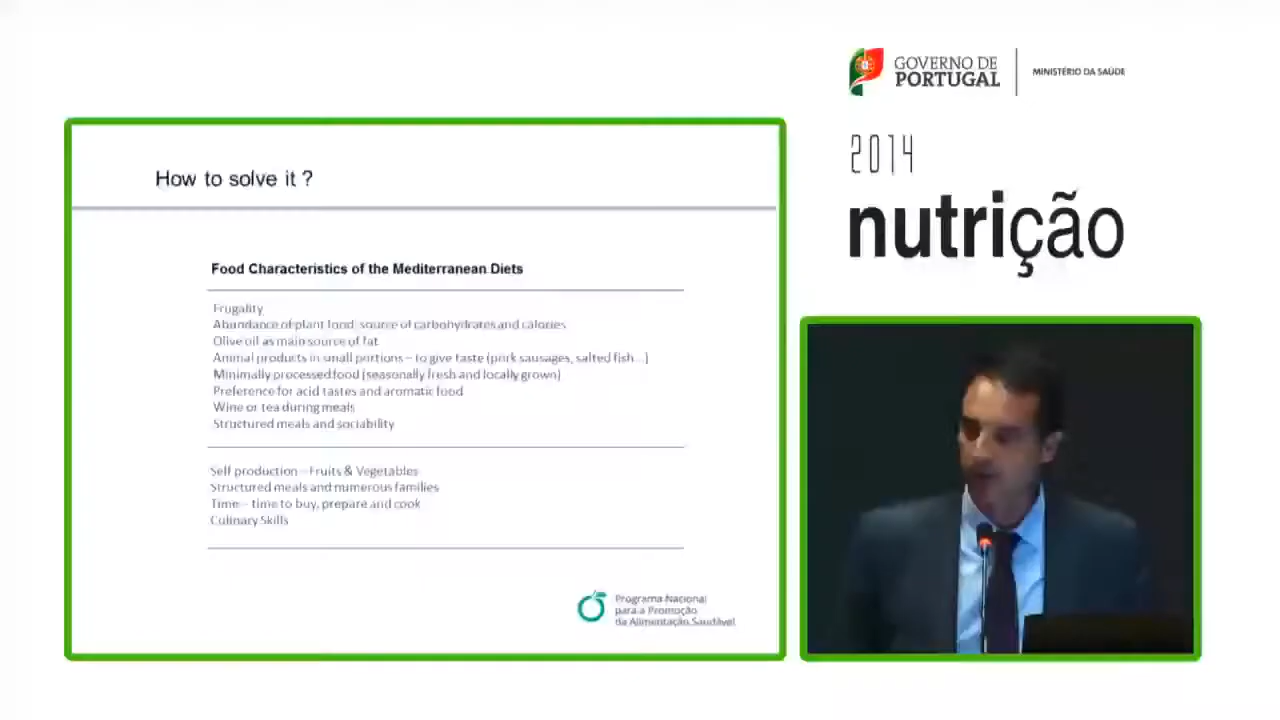 How to solve it ?
Food Characteristics of the Mediterranean Diets
Frugality
Abundance of plant food, source of carbohydrates and calories
Olive oil as main source of fat
Animal products in small portions – to give taste (pork sausages, salted fish...)
Minimally processed food (seasonally fresh and locally grown)
Preference for acid tastes and aromatic food
Wine or tea during meals
Structured meals and sociability
Self production – Fruits & Vegetables
Structured meals and numerous families
Time – time to buy, prepare and cook
Culinary Skills
Programa Nacional
para a Promoção
da Alimentação Saudável
GOVERNO DE
PORTUGAL
MINISTÉRIO DA SAÚDE
2014
nutrição